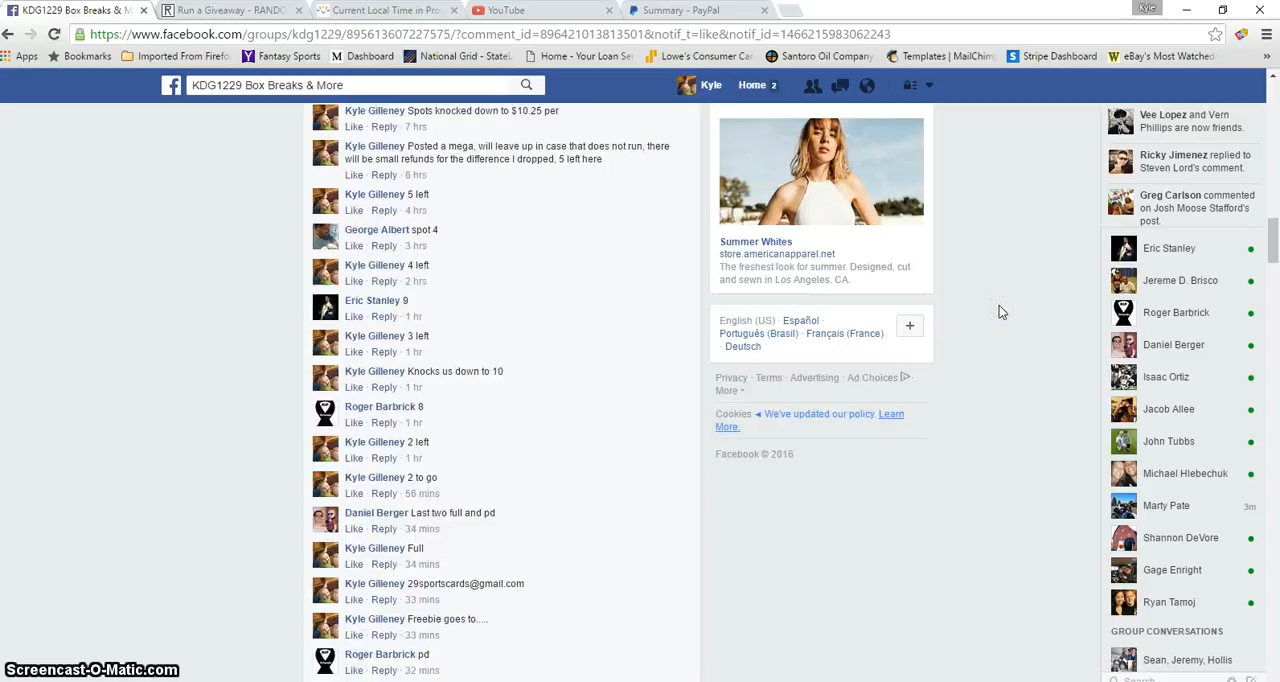 KDG1229 Box Breaks & M
Run a Giveaway - RANDO
Current Local Time in Pro
YouTube
Summary - PayPal
Kyle
https://www.facebook.com/groups/kdg1229/895613607227575/?comment_id=896421013813501&notif_t=like&notif_id=1466215983062243
Apps
Bookmarks
Imported From Firefo
Fantasy Sports
Dashboard
National Grid - StateL
Home - Your Loan Ser
Lowe's Consumer Car
Santoro Oil Company
Templates | MailChim
Stripe Dashboard
eBay's Most Watched
»
KDG1229 Box Breaks & More
Kyle
Home 2
Kyle Gilleney Spots knocked down to $10.25 per
Like · Reply · 7 hrs
Kyle Gilleney Posted a mega, will leave up in case that does not run, there
will be small refunds for the difference I dropped, 5 left here
Like · Reply · 6 hrs
Kyle Gilleney 5 left
Like · Reply · 4 hrs
George Albert spot 4
Like · Reply · 3 hrs
Kyle Gilleney 4 left
Like · Reply · 2 hrs
Eric Stanley 9
Like · Reply · 1 hr
Kyle Gilleney 3 left
Like · Reply · 1 hr
Kyle Gilleney Knocks us down to 10
Like · Reply · 1 hr
Roger Barbrick 8
Like · Reply · 1 hr
Kyle Gilleney 2 left
Like · Reply · 1 hr
Kyle Gilleney 2 to go
Like · Reply · 56 mins
Daniel Berger Last two full and pd
Like · Reply · 34 mins
Kyle Gilleney Full
Like · Reply · 34 mins
Kyle Gilleney 29sportscards@gmail.com
Like · Reply · 33 mins
Kyle Gilleney Freebie goes to.....
Like · Reply · 33 mins
Roger Barbrick pd
Like · Reply · 32 mins
Summer Whites
store.americanapparel.net
The freshest look for summer. Designed, cut
and sewn in Los Angeles, CA.
English (US) · Español ·
Português (Brasil) · Français (France)
· Deutsch
+
Privacy · Terms · Advertising · Ad Choices ·
More
Cookies ◄ We've updated our policy. Learn
More.
Facebook © 2016
Vee Lopez and Vern
Phillips are now friends.
Ricky Jimenez replied to
Steven Lord's comment.
Greg Carlson commented
on Josh Moose Stafford's
post.
Eric Stanley
Jereme D. Brisco
Roger Barbrick
Daniel Berger
Isaac Ortiz
Jacob Allee
John Tubbs
Michael Hlebechuk
Marty Pate 3m
Shannon DeVore
Gage Enright
Ryan Tamoj
GROUP CONVERSATIONS
Sean, Jeremy, Hollis
Search
Screencast-O-Matic.com